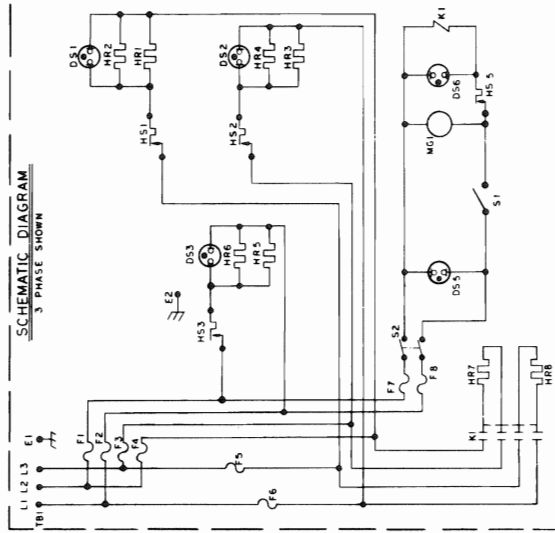 SCHEMATIC DIAGRAM
3 PHASE SHOWN
DS1
HR2
HR1
DS2
HR4
HR3
K1
DS6
HS5
HS1
HS2
MG1
S1
DS3
HR6
HR5
DS5
E2
HS3
S2
F7
F8
HR7
K1
HR8
E1
F1
F2
F3
F4
L3
L2
L1
TB1
F5
F6